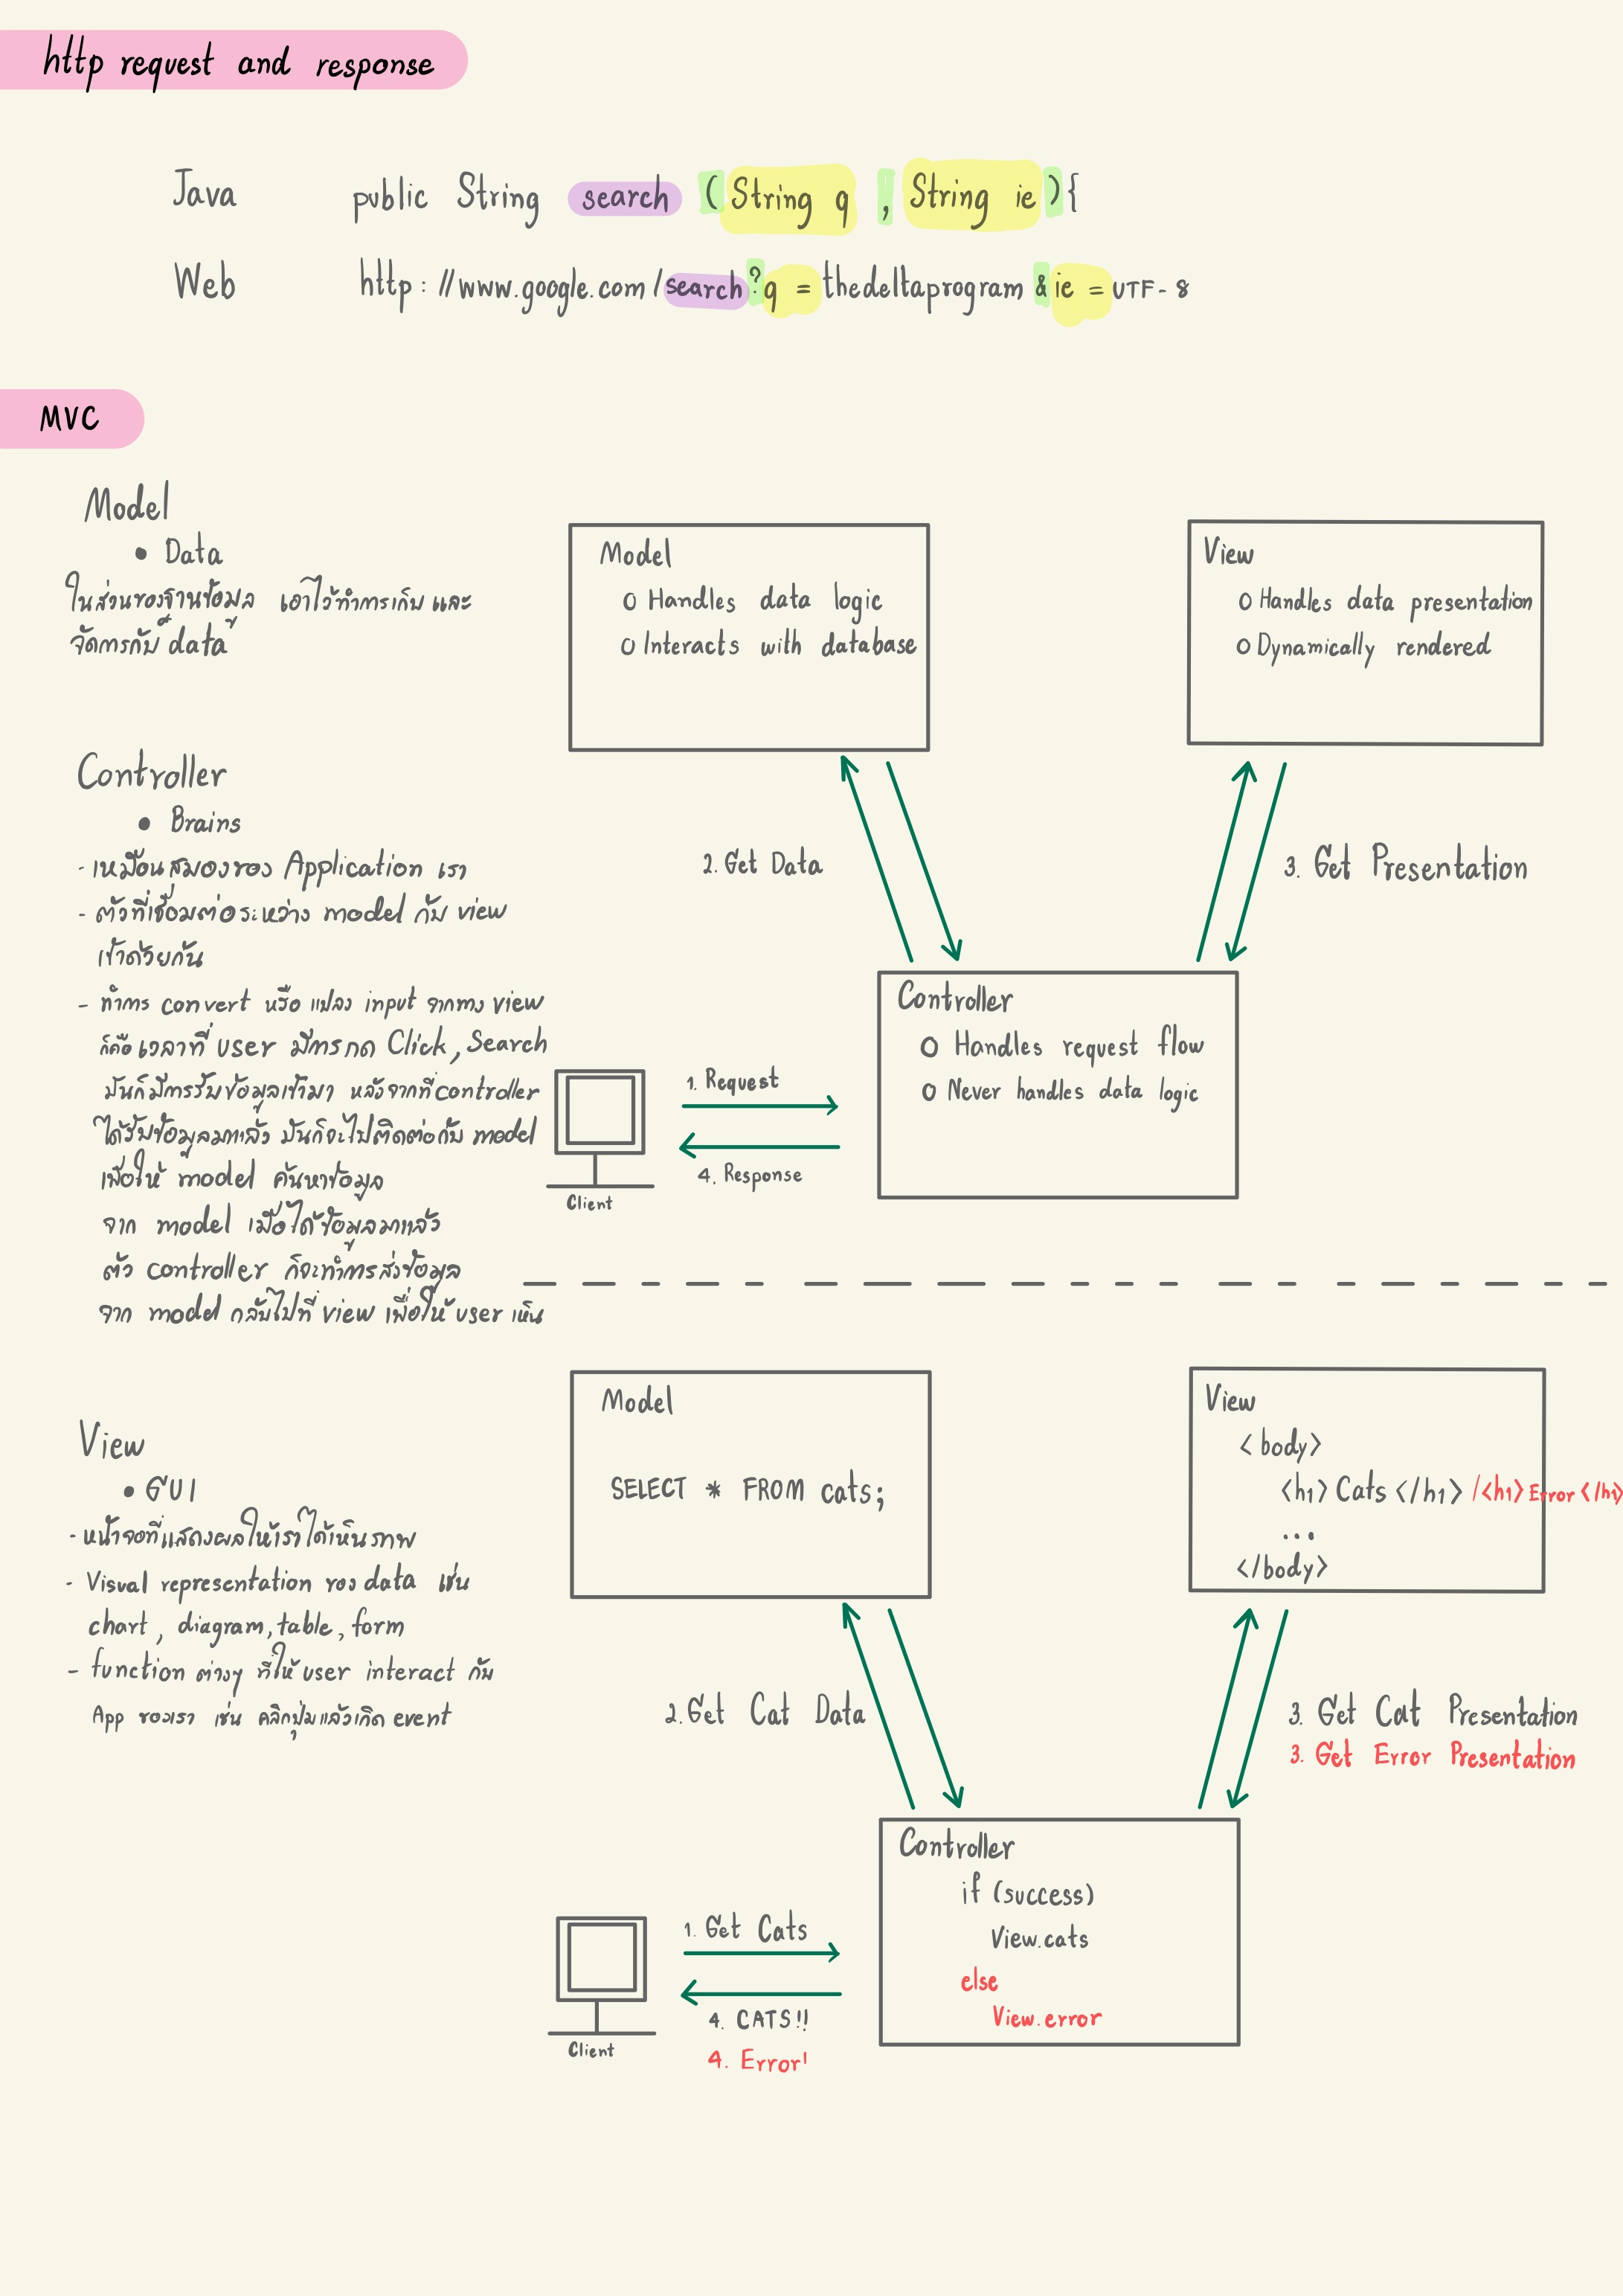 http request and response
Java public String search (String q , String ie ){
Web http://www.google.com/search?q = thedeltaprogram & ie = UTF-8
MVC
Model
• Data
ในส่วนของฐานข้อมูล เอาไว้ทำการเก็บ และ
จัดการกับ data
Controller
• Brains
- เหมือนสมองของ Application เรา
- ตัวที่เชื่อมต่อระหว่าง model กับ view
เข้าด้วยกัน
- ทำการ convert หรือ แปลง input จากทาง view
ก็คือ เวลาที่ user มีการกด Click, Search
มันก็มีการรับข้อมูลเข้ามา หลังจากที่ controller
ได้รับข้อมูลมาแล้ว มันก็จะไปติดต่อกับ model
เพื่อให้ model ค้นหาข้อมูล
จาก model เมื่อได้ข้อมูลมาแล้ว
ตัว controller ก็จะทำการส่งข้อมูล
จาก model กลับไปที่ view เพื่อให้ user เห็น
View
• GUI
- หน้าจอที่แสดงผลให้เราได้เห็นภาพ
- Visual representation ของ data เช่น
chart, diagram, table, form
- function ต่างๆ ที่ให้ user interact กับ
App ของเรา เช่น คลิกปุ่มแล้วเกิด event
Model
o Handles data logic
o Interacts with database
View
o Handles data presentation
o Dynamically rendered
2. Get Data
3. Get Presentation
Controller
o Handles request flow
o Never handles data logic
1. Request
4. Response
Client
Model
SELECT * FROM cats;
View
<body>
<h1> Cats </h1> /<h1> Error </h1>
...
</body>
2. Get Cat Data
3. Get Cat Presentation
3. Get Error Presentation
Controller
if (success)
View.cats
else
View.error
1. Get Cats
4. CATS!!
4. Error!
Client